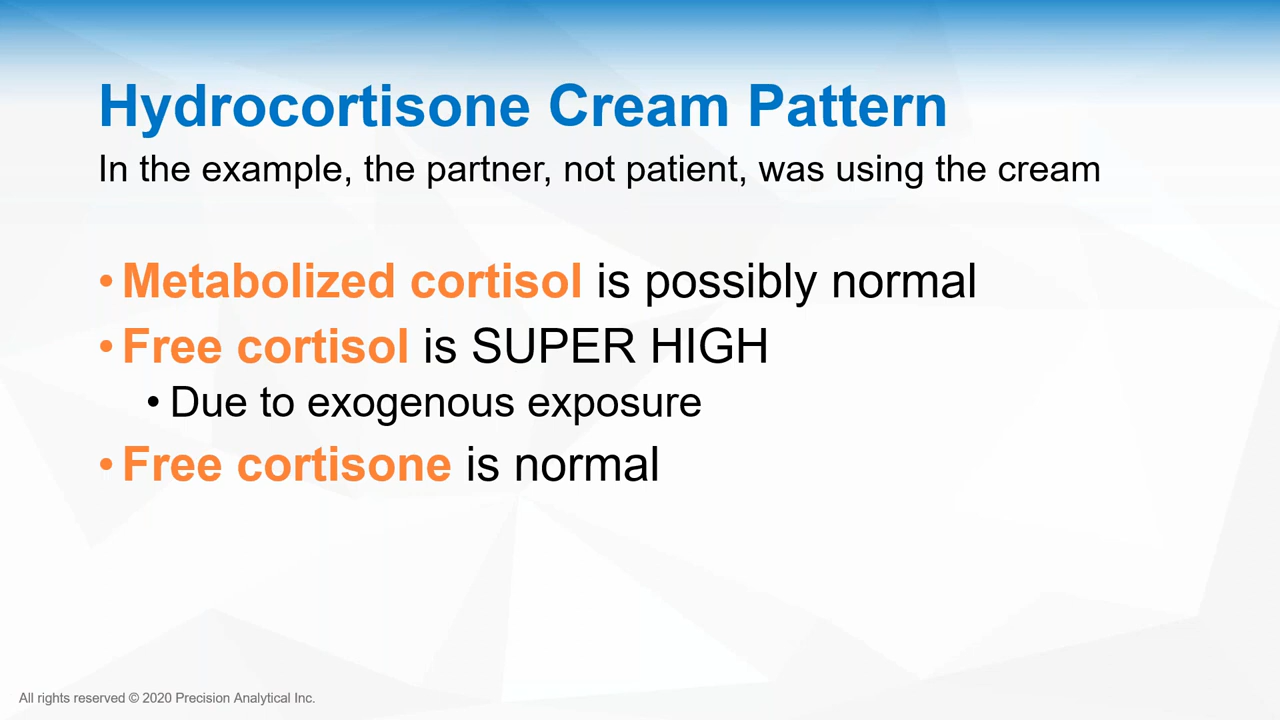 Hydrocortisone Cream Pattern
In the example, the partner, not patient, was using the cream
• Metabolized cortisol is possibly normal
• Free cortisol is SUPER HIGH
• Due to exogenous exposure
• Free cortisone is normal
All rights reserved © 2020 Precision Analytical Inc.